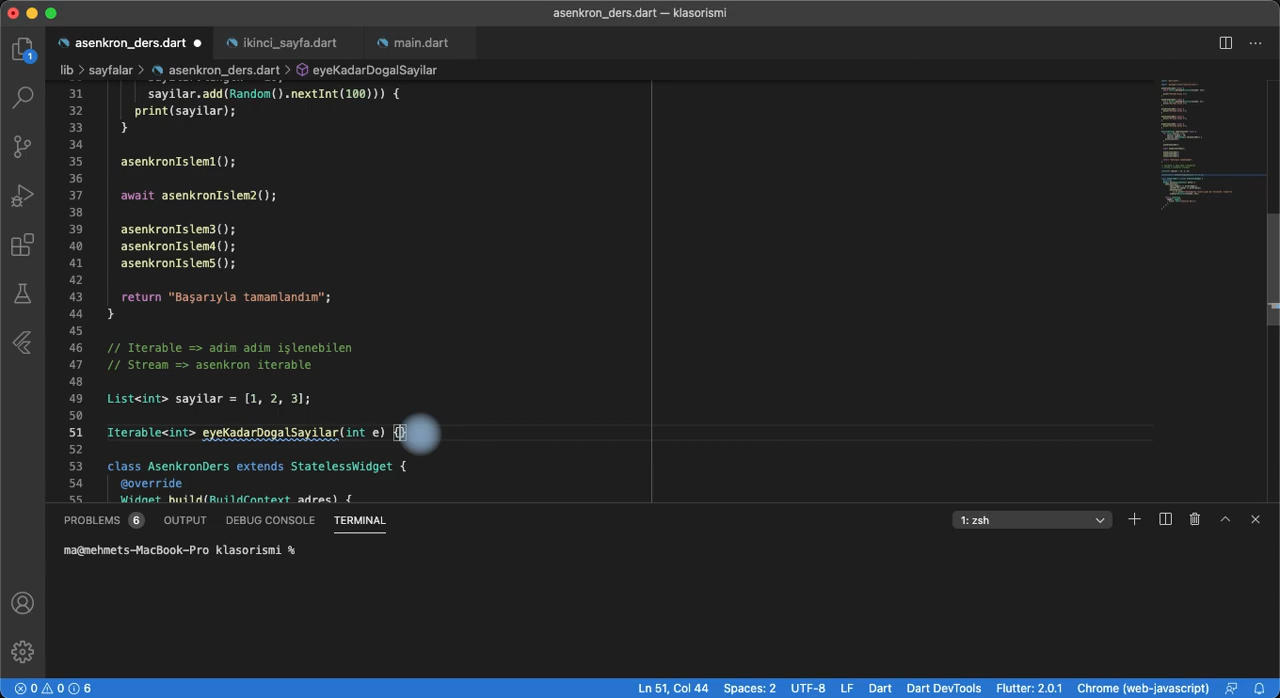 asenkron_ders.dart — klasorismi
asenkron_ders.dart ● ikinci_sayfa.dart main.dart
1
lib > sayfalar > asenkron_ders.dart > eyeKadarDogalSayilar
31 sayilar.add(Random().nextInt(100))) {
32 print(sayilar);
33 }
34
35 asenkronIslem1();
36
37 await asenkronIslem2();
38
39 asenkronIslem3();
40 asenkronIslem4();
41 asenkronIslem5();
42
43 return "Başarıyla tamamlandım";
44 }
45
46 // Iterable => adim adim işlenebilen
47 // Stream => asenkron iterable
48
49 List<int> sayilar = [1, 2, 3];
50
51 Iterable<int> eyeKadarDogalSayilar(int e) {}
52
53 class AsenkronDers extends StatelessWidget {
54 @override
55 Widget build(BuildContext adres) {
PROBLEMS 6 OUTPUT DEBUG CONSOLE TERMINAL 1: zsh
ma@mehmets-MacBook-Pro klasorismi %
0 0 6 Ln 51, Col 44 Spaces: 2 UTF-8 LF Dart Dart DevTools Flutter: 2.0.1 Chrome (web-javascript)